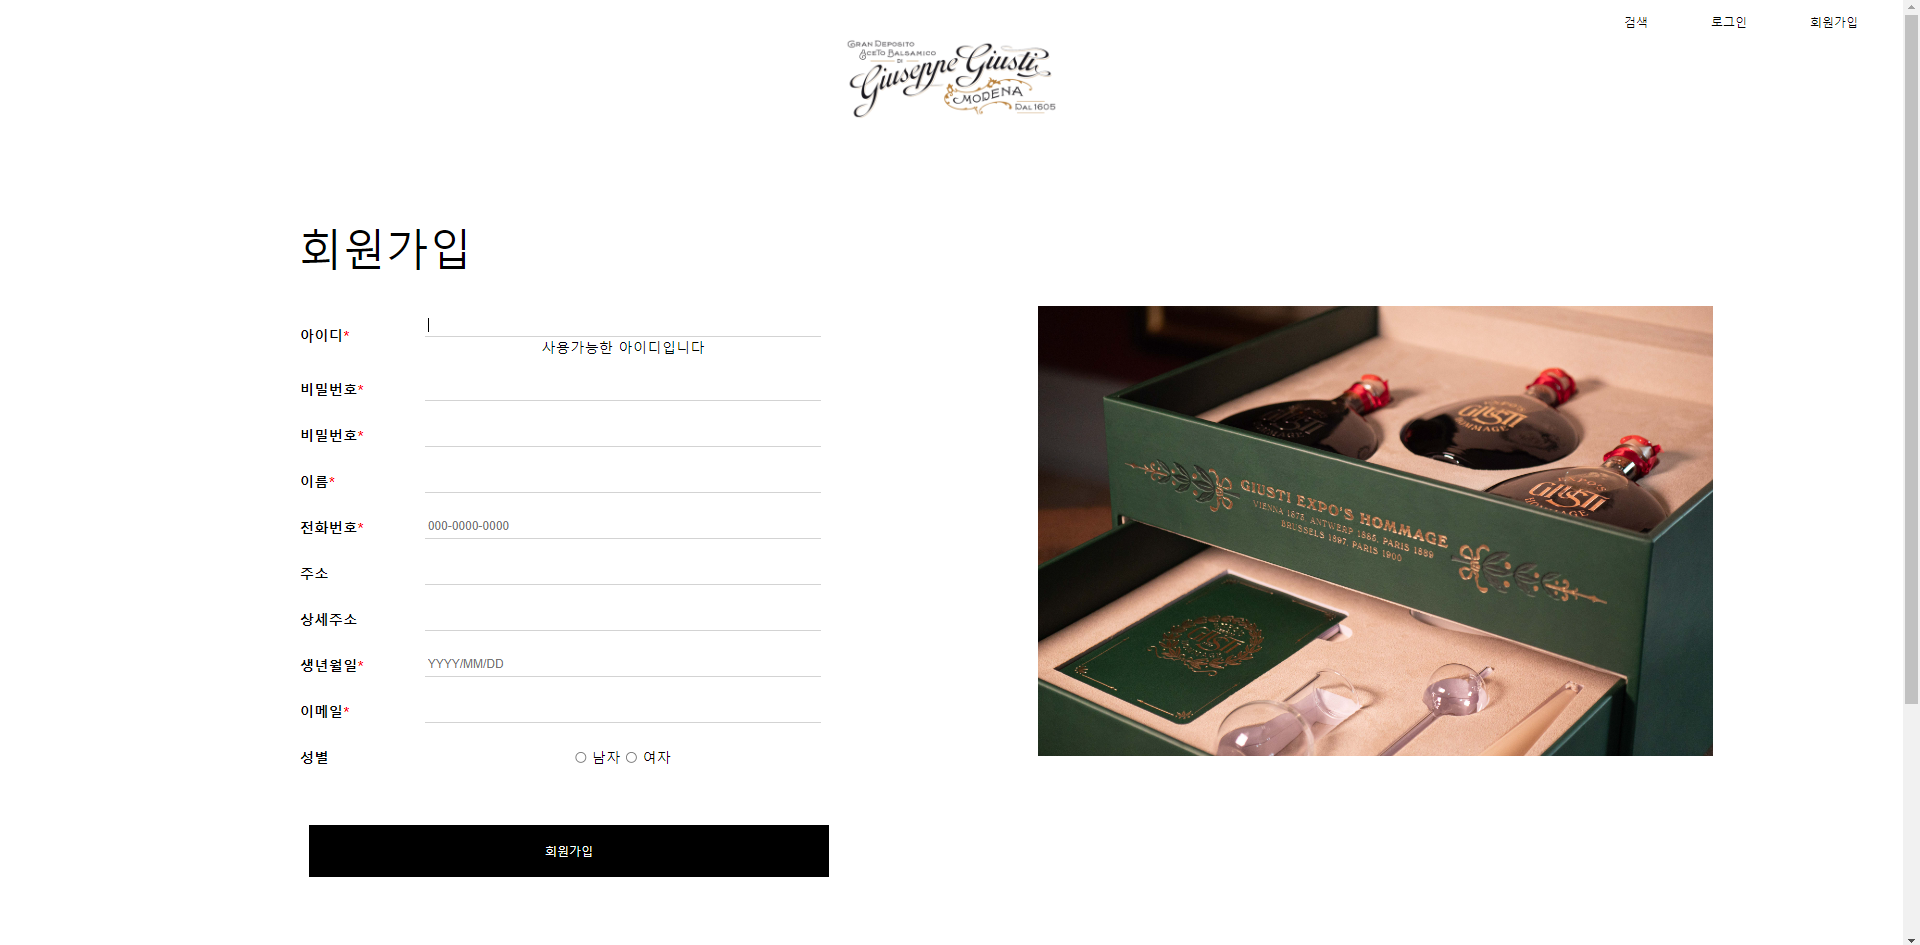 검색 로그인 회원가입
GRAN DEPOSITO
ACETO BALSAMICO
DI
Giuseppe Giusti
MODENA
DAL 1605
회원가입
아이디*
사용가능한 아이디입니다
비밀번호*
비밀번호*
이름*
전화번호* 000-0000-0000
주소
상세주소
생년월일* YYYY/MM/DD
이메일*
성별 남자 여자
회원가입
GIUSTI
HOMMAGE
EXPO'S
GIUSTI
HOMMAGE
GIUSTI EXPO'S HOMMAGE
VIENNA 1873, ANTWERP 1885, PARIS 1889
BRUSSELS 1897, PARIS 1900
GIUSTI